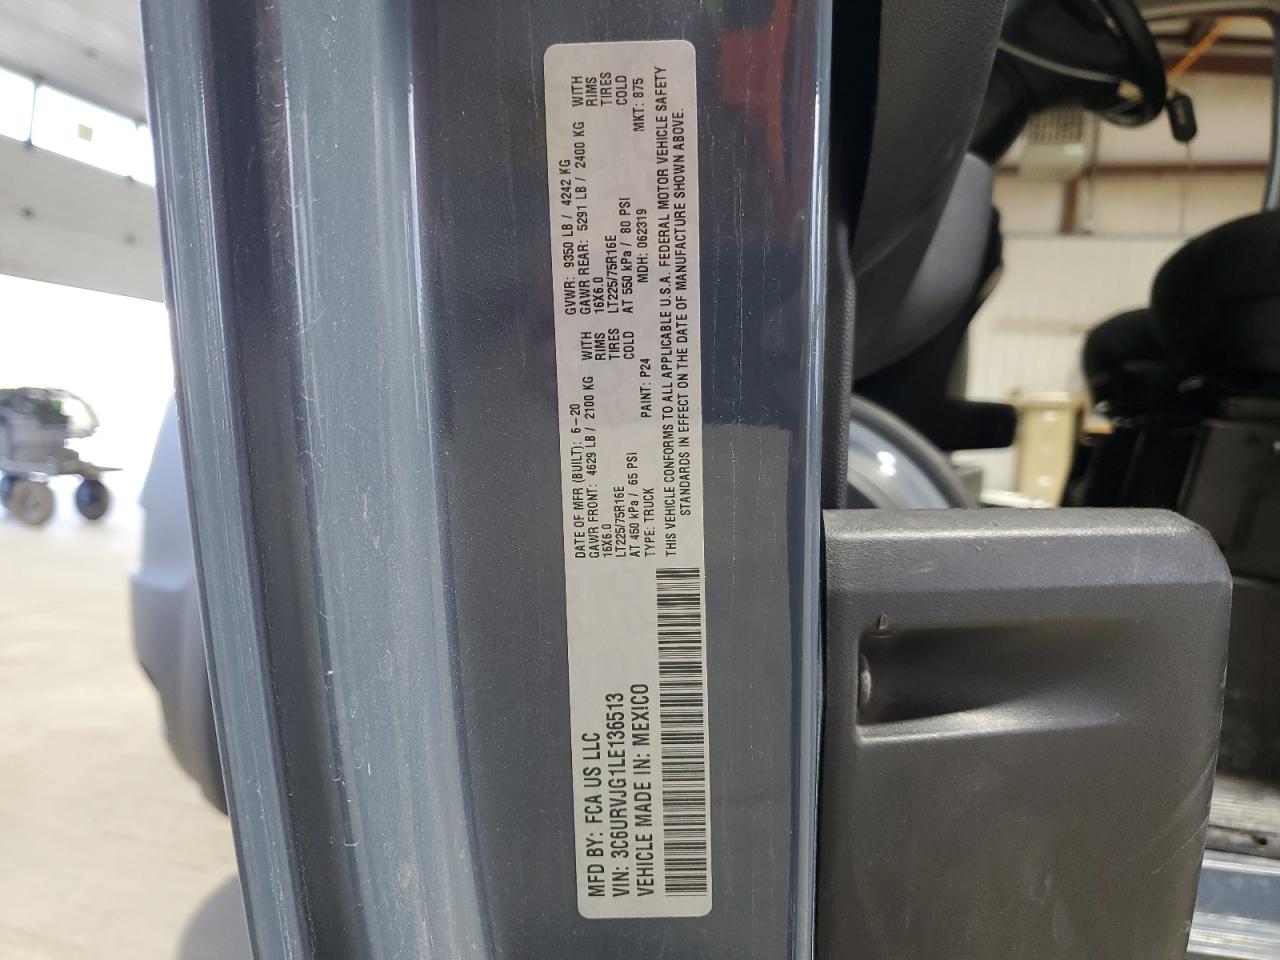 MFD BY: FCA US LLC
VIN: 3C6URVJG1LE136513
VEHICLE MADE IN: MEXICO
DATE OF MFR (BUILT): 6-20 GVWR: 9350 LB / 4242 KG
GAWR FRONT: 4629 LB / 2100 KG WITH GAWR REAR: 5291 LB / 2400 KG WITH
16X6.0 RIMS 16X6.0 RIMS
LT225/75R16E TIRES LT225/75R16E TIRES
AT 450 kPa / 65 PSI COLD AT 550 kPa / 80 PSI COLD
TYPE: TRUCK PAINT: P24 MDH: 062319 MKT: 875
THIS VEHICLE CONFORMS TO ALL APPLICABLE U.S.A. FEDERAL MOTOR VEHICLE SAFETY
STANDARDS IN EFFECT ON THE DATE OF MANUFACTURE SHOWN ABOVE.